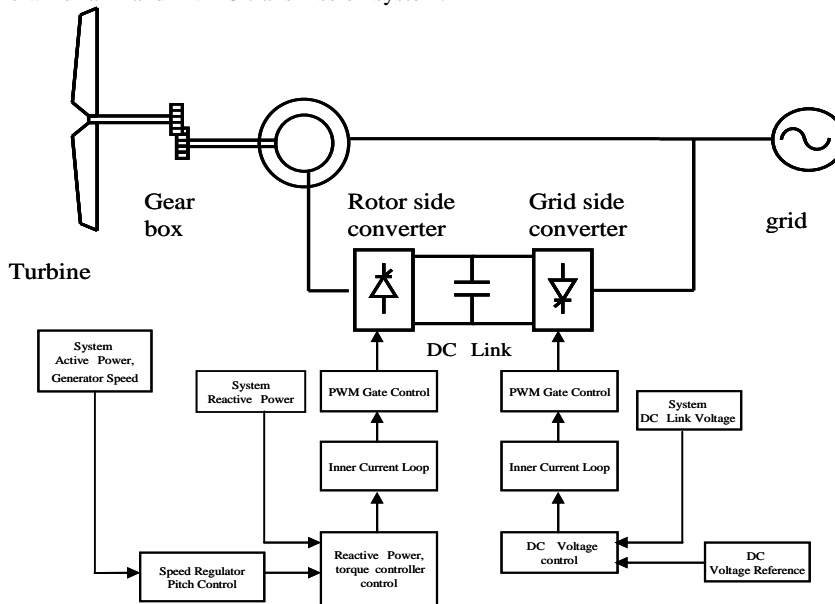 Gear
box
Rotor side
converter
Grid side
converter
grid
Turbine
DC Link
System
Active Power,
Generator Speed
System
Reactive Power
PWM Gate Control
PWM Gate Control
System
DC Link Voltage
Inner Current Loop
Inner Current Loop
Speed Regulator
Pitch Control
Reactive Power,
torque controller
control
DC Voltage
control
DC
Voltage Reference